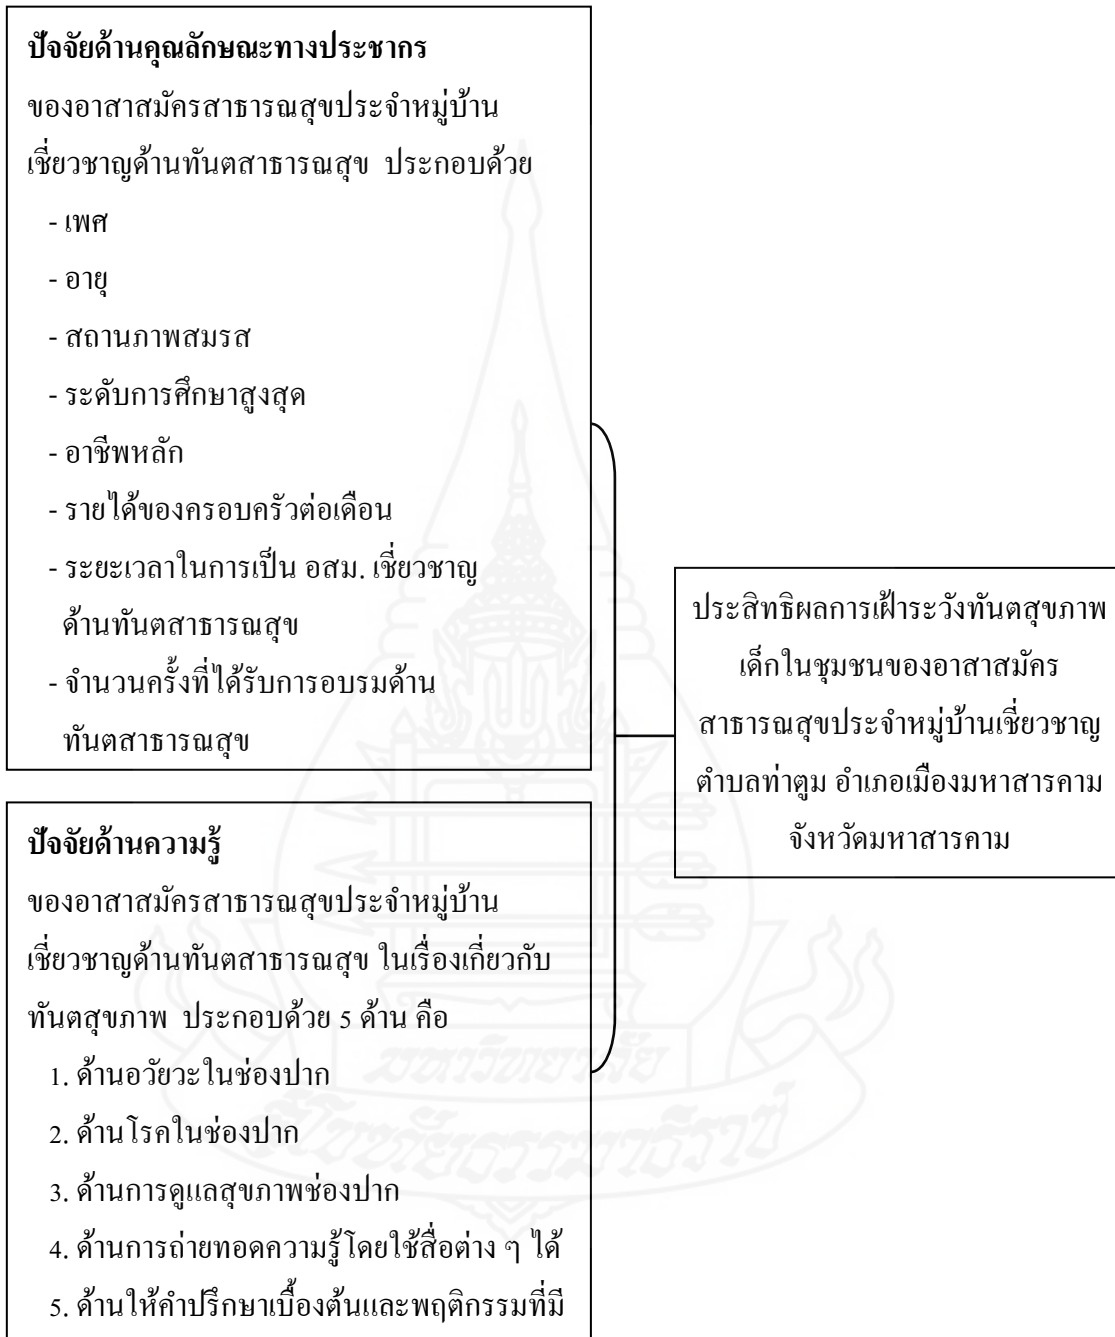 ปัจจัยด้านคุณลักษณะทางประชากร
ของอาสาสมัครสาธารณสุขประจำหมู่บ้าน
เชี่ยวชาญด้านทันตสาธารณสุข ประกอบด้วย
- เพศ
- อายุ
- สถานภาพสมรส
- ระดับการศึกษาสูงสุด
- อาชีพหลัก
- รายได้ของครอบครัวต่อเดือน
- ระยะเวลาในการเป็น อสม. เชี่ยวชาญ
ด้านทันตสาธารณสุข
- จำนวนครั้งที่ได้รับการอบรมด้าน
ทันตสาธารณสุข
ปัจจัยด้านความรู้
ของอาสาสมัครสาธารณสุขประจำหมู่บ้าน
เชี่ยวชาญด้านทันตสาธารณสุข ในเรื่องเกี่ยวกับ
ทันตสุขภาพ ประกอบด้วย 5 ด้าน คือ
1. ด้านอวัยวะในช่องปาก
2. ด้านโรคในช่องปาก
3. ด้านการดูแลสุขภาพช่องปาก
4. ด้านการถ่ายทอดความรู้โดยใช้สื่อต่าง ๆ ได้
5. ด้านให้คำปรึกษาเบื้องต้นและพฤติกรรมที่มี
ประสิทธิผลการเฝ้าระวังทันตสุขภาพ
เด็กในชุมชนของอาสาสมัคร
สาธารณสุขประจำหมู่บ้านเชี่ยวชาญ
ตำบลท่าตูม อำเภอเมืองมหาสารคาม
จังหวัดมหาสารคาม
มหาวิทยาลัย
สุโขทัยธรรมาธิราช